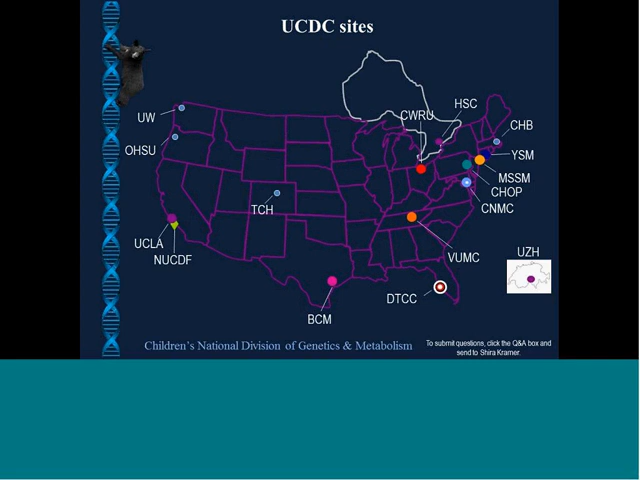 UCDC sites
HSC
CWRU
UW
CHB
OHSU
YSM
MSSM
CHOP
TCH
CNMC
UCLA
NUCDF
VUMC
UZH
DTCC
BCM
Children's National Division of Genetics & Metabolism
To submit questions, click the Q&A box and
send to Shira Kramer.